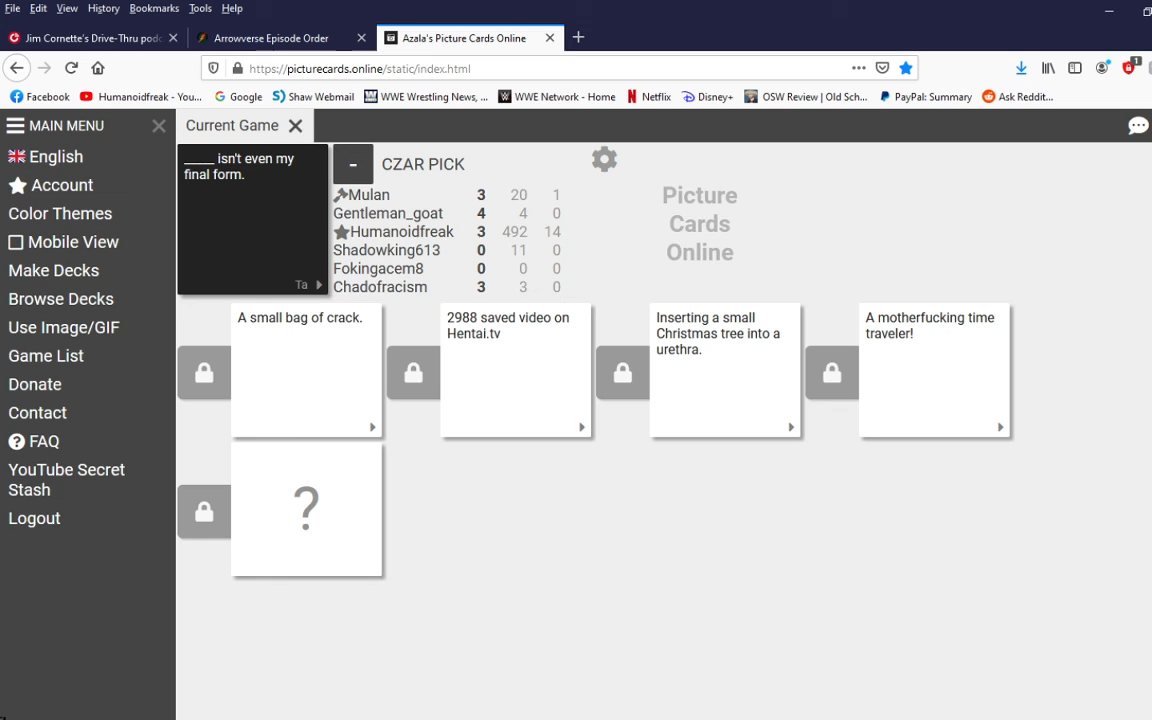 File Edit View History Bookmarks Tools Help
Jim Cornette's Drive-Thru pod
Arrowverse Episode Order
Azala's Picture Cards Online
https://picturecards.online/static/index.html
1
Facebook
Humanoidfreak - You...
Google
Shaw Webmail
WWE Wrestling News, ...
WWE Network - Home
Netflix
Disney+
OSW Review | Old Sch...
PayPal: Summary
Ask Reddit...
MAIN MENU
English
Account
Color Themes
Mobile View
Make Decks
Browse Decks
Use Image/GIF
Game List
Donate
Contact
FAQ
YouTube Secret
Stash
Logout
Current Game
_____ isn't even my
final form.
Ta
-
CZAR PICK
Mulan 3 20 1
Gentleman_goat 4 4 0
Humanoidfreak 3 492 14
Shadowking613 0 11 0
Fokingacem8 0 0 0
Chadofracism 3 3 0
Picture
Cards
Online
A small bag of crack.
2988 saved video on
Hentai.tv
Inserting a small
Christmas tree into a
urethra.
A motherfucking time
traveler!
?